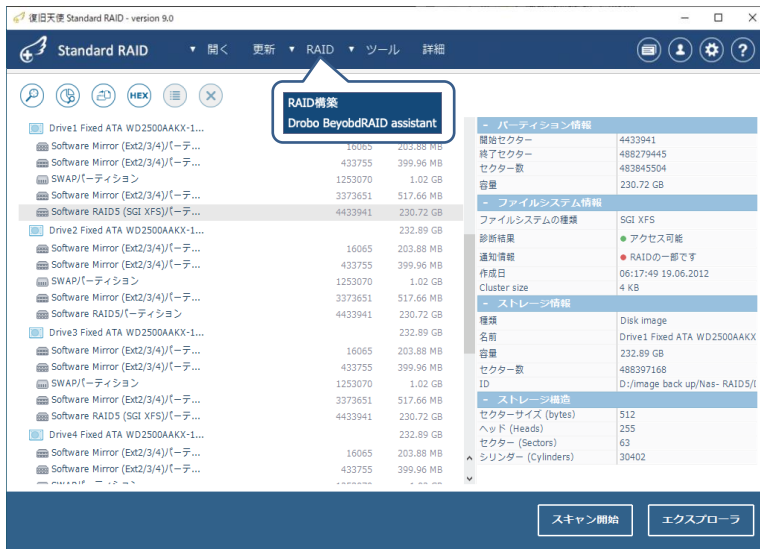 復旧天使 Standard RAID - version 9.0
Standard RAID ▼ 開く 更新 ▼ RAID ▼ ツール 詳細
HEX
RAID構築
Drobo BeyobdRAID assistant
Drive1 Fixed ATA WD2500AAKX-1...
Software Mirror (Ext2/3/4)パーテ... 16065 203.88 MB
Software Mirror (Ext2/3/4)パーテ... 433755 399.96 MB
SWAPパーティション 1253070 1.02 GB
Software Mirror (Ext2/3/4)パーテ... 3373651 517.66 MB
Software RAID5 (SGI XFS)パーテ... 4433941 230.72 GB
Drive2 Fixed ATA WD2500AAKX-1... 232.89 GB
Software Mirror (Ext2/3/4)パーテ... 16065 203.88 MB
Software Mirror (Ext2/3/4)パーテ... 433755 399.96 MB
SWAPパーティション 1253070 1.02 GB
Software Mirror (Ext2/3/4)パーテ... 3373651 517.66 MB
Software RAID5パーティション 4433941 230.72 GB
Drive3 Fixed ATA WD2500AAKX-1... 232.89 GB
Software Mirror (Ext2/3/4)パーテ... 16065 203.88 MB
Software Mirror (Ext2/3/4)パーテ... 433755 399.96 MB
SWAPパーティション 1253070 1.02 GB
Software Mirror (Ext2/3/4)パーテ... 3373651 517.66 MB
Software RAID5 (SGI XFS)パーテ... 4433941 230.72 GB
Drive4 Fixed ATA WD2500AAKX-1... 232.89 GB
Software Mirror (Ext2/3/4)パーテ... 16065 203.88 MB
Software Mirror (Ext2/3/4)パーテ... 433755 399.96 MB
- パーティション情報
開始セクター 4433941
終了セクター 488279445
セクター数 483845504
容量 230.72 GB
- ファイルシステム情報
ファイルシステムの種類 SGI XFS
診断結果 アクセス可能
通知情報 RAIDの一部です
作成日 06:17:49 19.06.2012
Cluster size 4 KB
- ストレージ情報
種類 Disk image
名前 Drive1 Fixed ATA WD2500AAKX
容量 232.89 GB
セクター数 488397168
ID D:/image back up/Nas- RAID5/
- ストレージ構造
セクターサイズ (bytes) 512
ヘッド (Heads) 255
セクター (Sectors) 63
シリンダー (Cylinders) 30402
スキャン開始 エクスプローラ